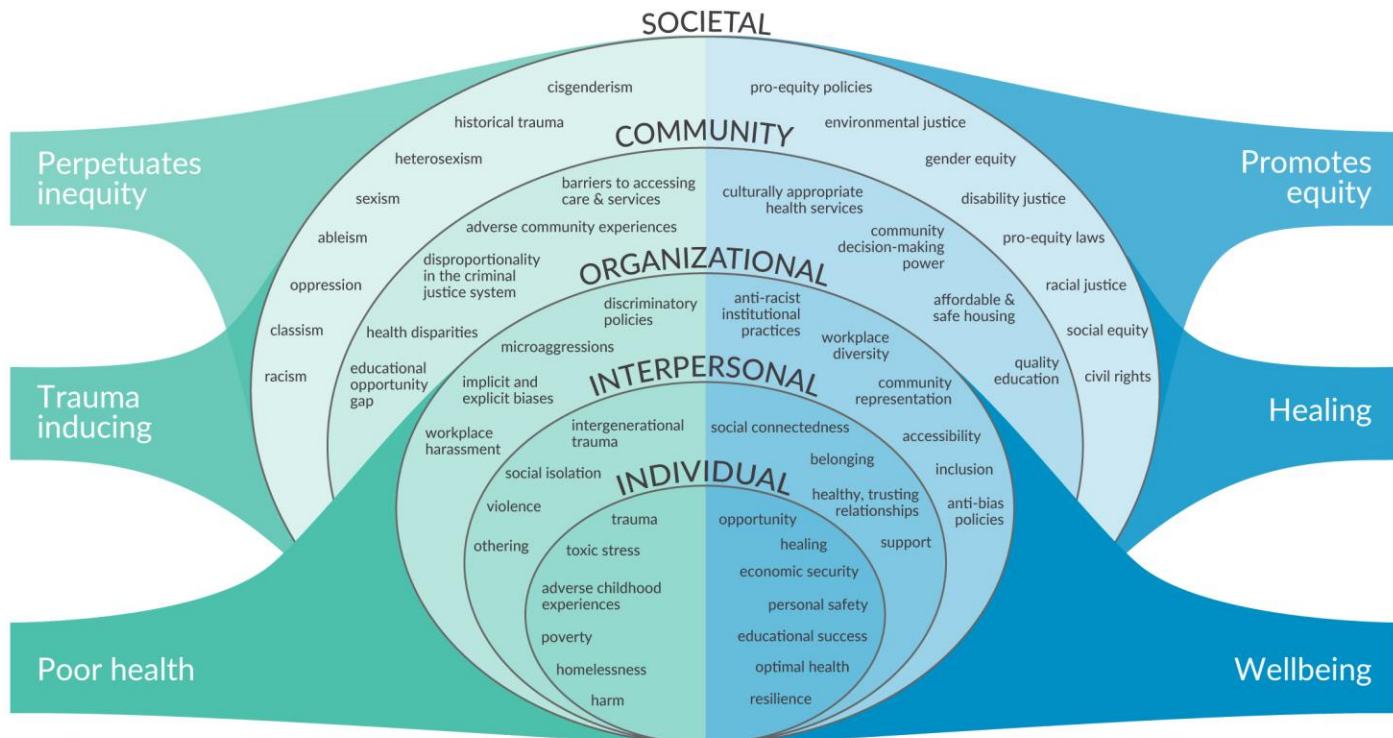 SOCIETAL
cisgenderism
historical trauma
heterosexism
sexism
ableism
oppression
classism
racism
pro-equity policies
environmental justice
gender equity
disability justice
pro-equity laws
racial justice
social equity
civil rights
COMMUNITY
barriers to accessing
care & services
adverse community experiences
disproportionality
in the criminal
justice system
health disparities
educational
opportunity
gap
culturally appropriate
health services
community
decision-making
power
affordable &
safe housing
quality
education
ORGANIZATIONAL
discriminatory
policies
microaggressions
implicit and
explicit biases
workplace
harassment
anti-racist
institutional
practices
workplace
diversity
community
representation
accessibility
inclusion
anti-bias
policies
INTERPERSONAL
intergenerational
trauma
social isolation
violence
othering
social connectedness
belonging
healthy, trusting
relationships
support
INDIVIDUAL
trauma
toxic stress
adverse childhood
experiences
poverty
homelessness
harm
opportunity
healing
economic security
personal safety
educational success
optimal health
resilience
Perpetuates
inequity
Trauma
inducing
Poor health
Promotes
equity
Healing
Wellbeing